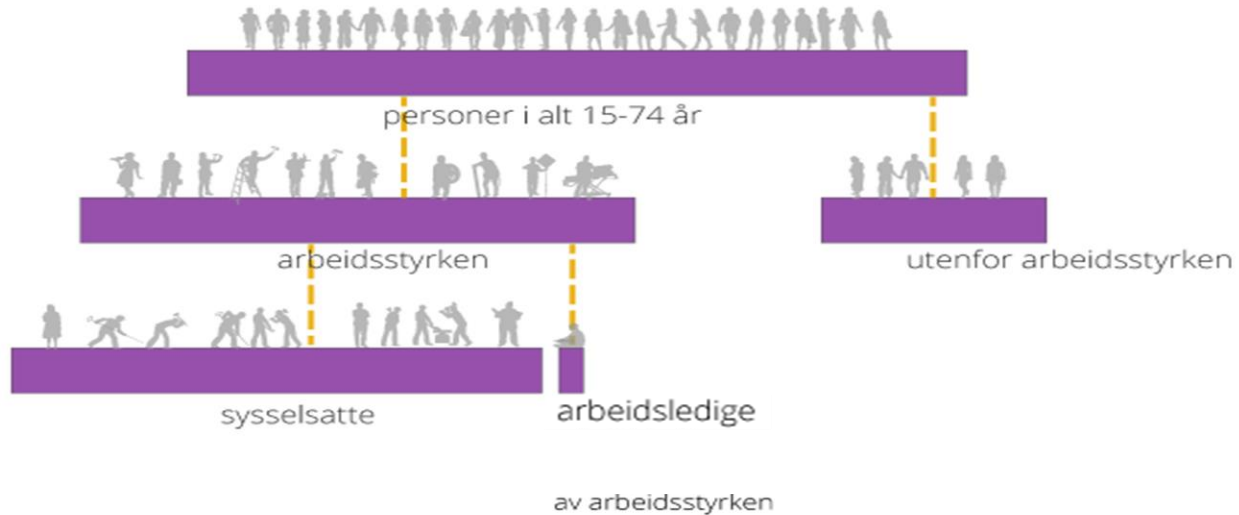 personer i alt 15-74 år
arbeidsstyrken
utenfor arbeidsstyrken
sysselsatte
arbeidsledige
av arbeidsstyrken